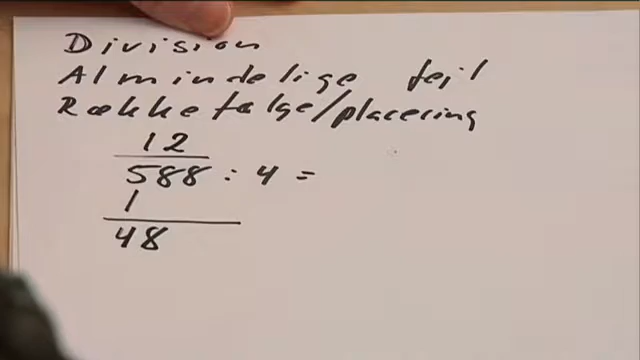 Division
Almindelige fejl
Rækkefølge/placering
12
588 : 4 =
1
48